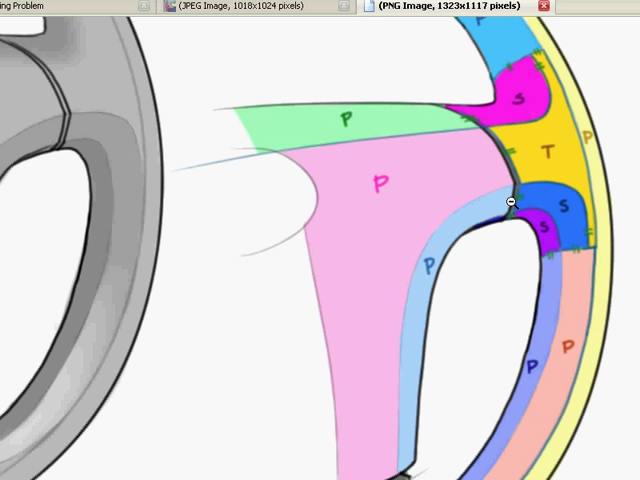 ing Problem
(JPEG Image, 1018x1024 pixels)
(PNG Image, 1323x1117 pixels)
P
S
P
P
T
P
S
S
P
P
P